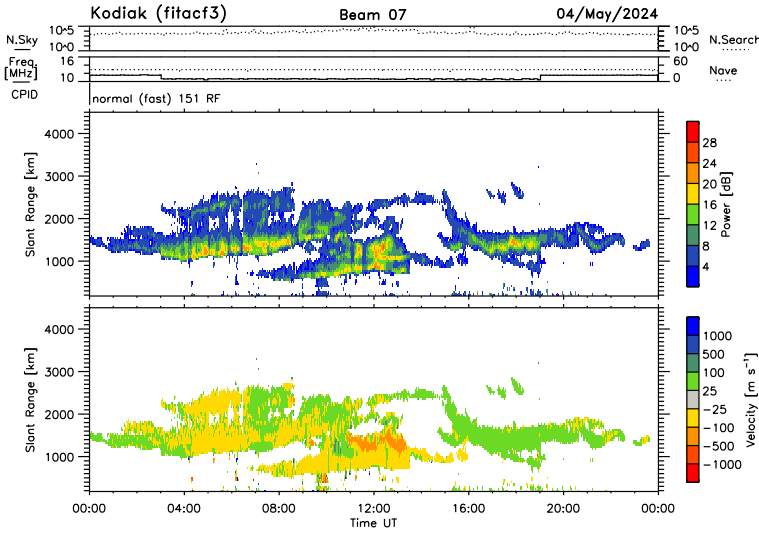 Kodiak (fitacf3) Beam 07 04/May/2024
N.Sky 10^5 10^0 10^5 10^0 N.Search
Freq. [MHz] 16 10 60 0 Nave
CPID normal (fast) 151 RF
Slant Range [km] 4000 3000 2000 1000
28 24 20 16 12 8 4 Power [dB]
Slant Range [km] 4000 3000 2000 1000
1000 500 100 25 −25 −100 −500 −1000 Velocity [m s⁻¹]
00:00 04:00 08:00 12:00 16:00 20:00 00:00
Time UT